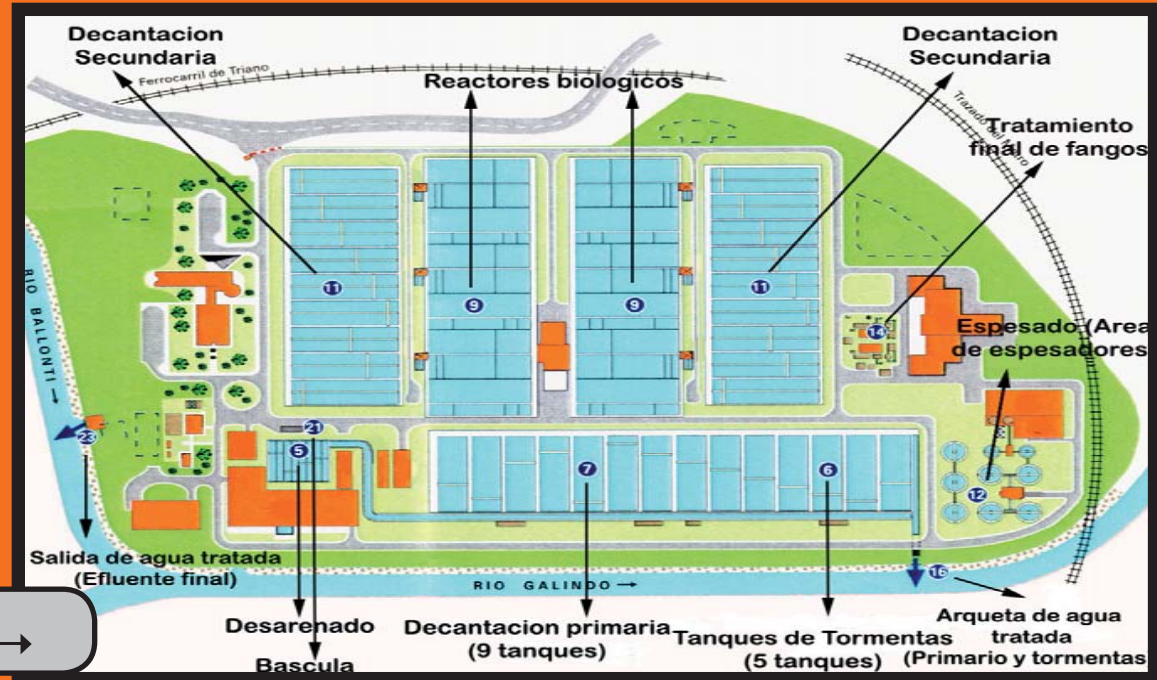 Decantacion
Secundaria
Decantacion
Secundaria
Ferrocarril de Triano
Reactores biologicos
Trazado del Metro
Tratamiento
final de fangos
11
9
9
11
14
Espesado (Area
de espesadores
RIO BALLONTI →
23
21
5
7
6
12
Salida de agua tratada
(Efluente final)
RIO GALINDO →
16
→
Desarenado
Bascula
Decantacion primaria
(9 tanques)
Tanques de Tormentas
(5 tanques)
Arqueta de agua
tratada
(Primario y tormentas